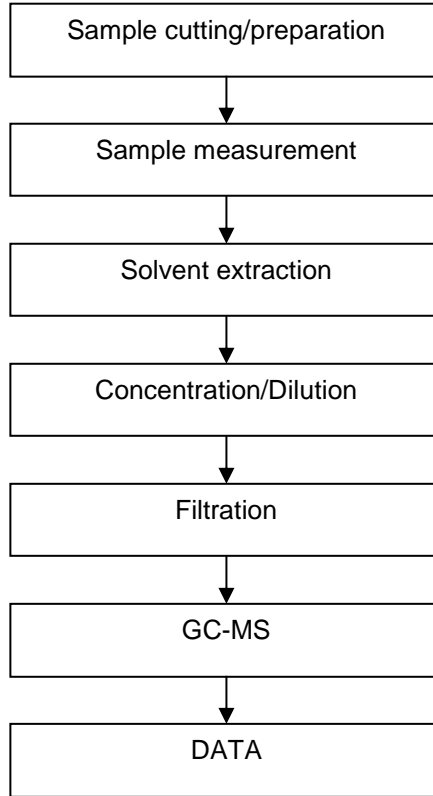 Sample cutting/preparation
Sample measurement
Solvent extraction
Concentration/Dilution
Filtration
GC-MS
DATA